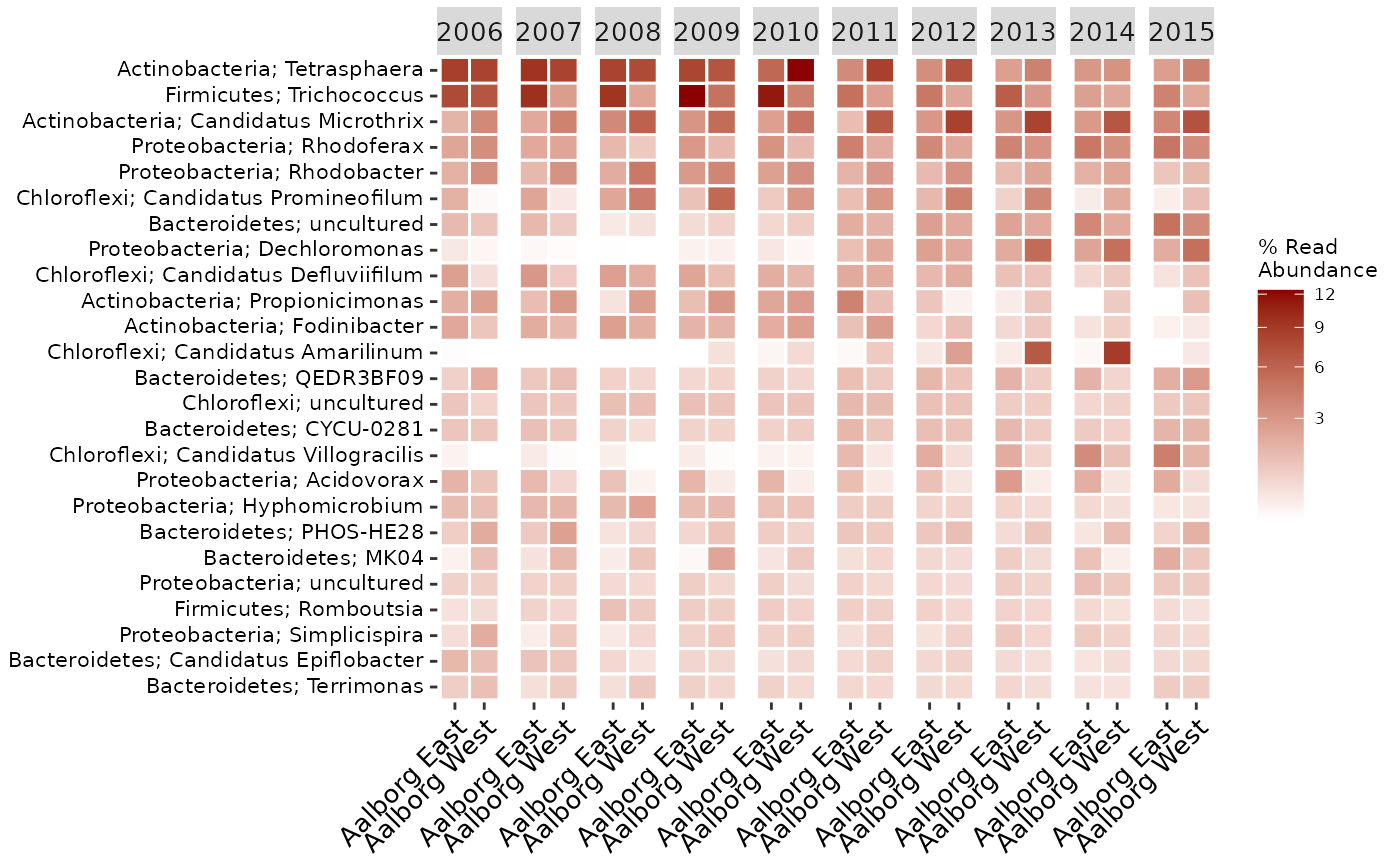 2006 2007 2008 2009 2010 2011 2012 2013 2014 2015
Actinobacteria; Tetrasphaera
Firmicutes; Trichococcus
Actinobacteria; Candidatus Microthrix
Proteobacteria; Rhodoferax
Proteobacteria; Rhodobacter
Chloroflexi; Candidatus Promineofilum
Bacteroidetes; uncultured
Proteobacteria; Dechloromonas
Chloroflexi; Candidatus Defluviifilum
Actinobacteria; Propionicimonas
Actinobacteria; Fodinibacter
Chloroflexi; Candidatus Amarilinum
Bacteroidetes; QEDR3BF09
Chloroflexi; uncultured
Bacteroidetes; CYCU-0281
Chloroflexi; Candidatus Villogracilis
Proteobacteria; Acidovorax
Proteobacteria; Hyphomicrobium
Bacteroidetes; PHOS-HE28
Bacteroidetes; MK04
Proteobacteria; uncultured
Firmicutes; Romboutsia
Proteobacteria; Simplicispira
Bacteroidetes; Candidatus Epiflobacter
Bacteroidetes; Terrimonas
Aalborg East
Aalborg West
Aalborg East
Aalborg West
Aalborg East
Aalborg West
Aalborg East
Aalborg West
Aalborg East
Aalborg West
Aalborg East
Aalborg West
Aalborg East
Aalborg West
Aalborg East
Aalborg West
Aalborg East
Aalborg West
Aalborg East
Aalborg West
% Read
Abundance
12
9
6
3